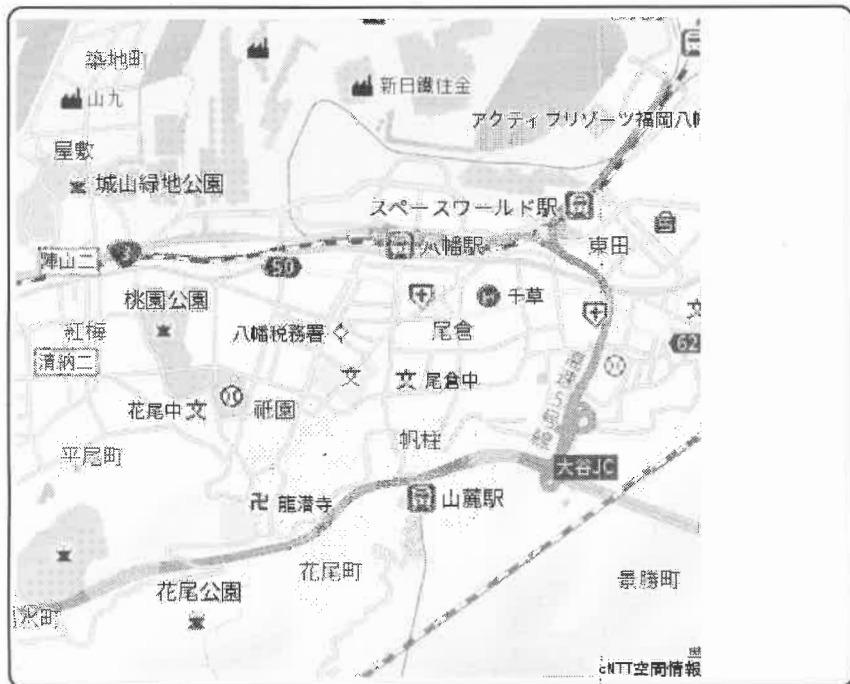 築地町
山九
新日鐵住金
アクティブリゾーツ福岡八幡
屋敷
城山緑地公園
スペースワールド駅
陣山二
3
50
八幡駅
東田
桃園公園
千草
紅梅
八幡税務署
尾倉
62
清納二
尾倉中
花尾中
祇園
帆柱
平尾町
大谷JC
龍潜寺
山麓駅
花尾町
花尾公園
景勝町
沢町
NTT空間情報